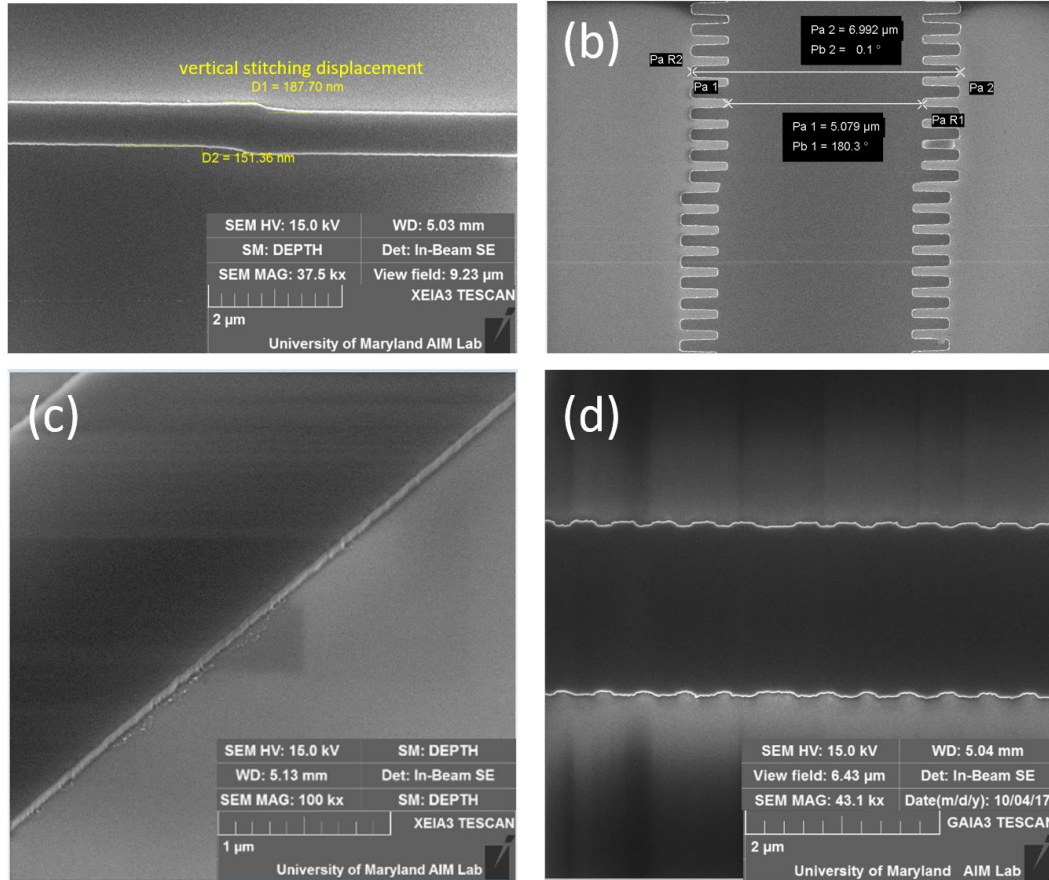 vertical stitching displacement
D1 = 187.70 nm
D2 = 151.36 nm
SEM HV: 15.0 kV WD: 5.03 mm
SM: DEPTH Det: In-Beam SE
SEM MAG: 37.5 kx View field: 9.23 µm
XEIA3 TESCAN
2 µm
University of Maryland AIM Lab
(b)
Pa 2 = 6.992 µm
Pb 2 = 0.1 °
Pa R2
Pa 1
Pa 2
Pa R1
Pa 1 = 5.079 µm
Pb 1 = 180.3 °
(c)
SEM HV: 15.0 kV SM: DEPTH
WD: 5.13 mm Det: In-Beam SE
SEM MAG: 100 kx SM: DEPTH
XEIA3 TESCAN
1 µm
University of Maryland AIM Lab
(d)
SEM HV: 15.0 kV WD: 5.04 mm
View field: 6.43 µm Det: In-Beam SE
SEM MAG: 43.1 kx Date(m/d/y): 10/04/17
GAIA3 TESCAN
2 µm
University of Maryland AIM Lab